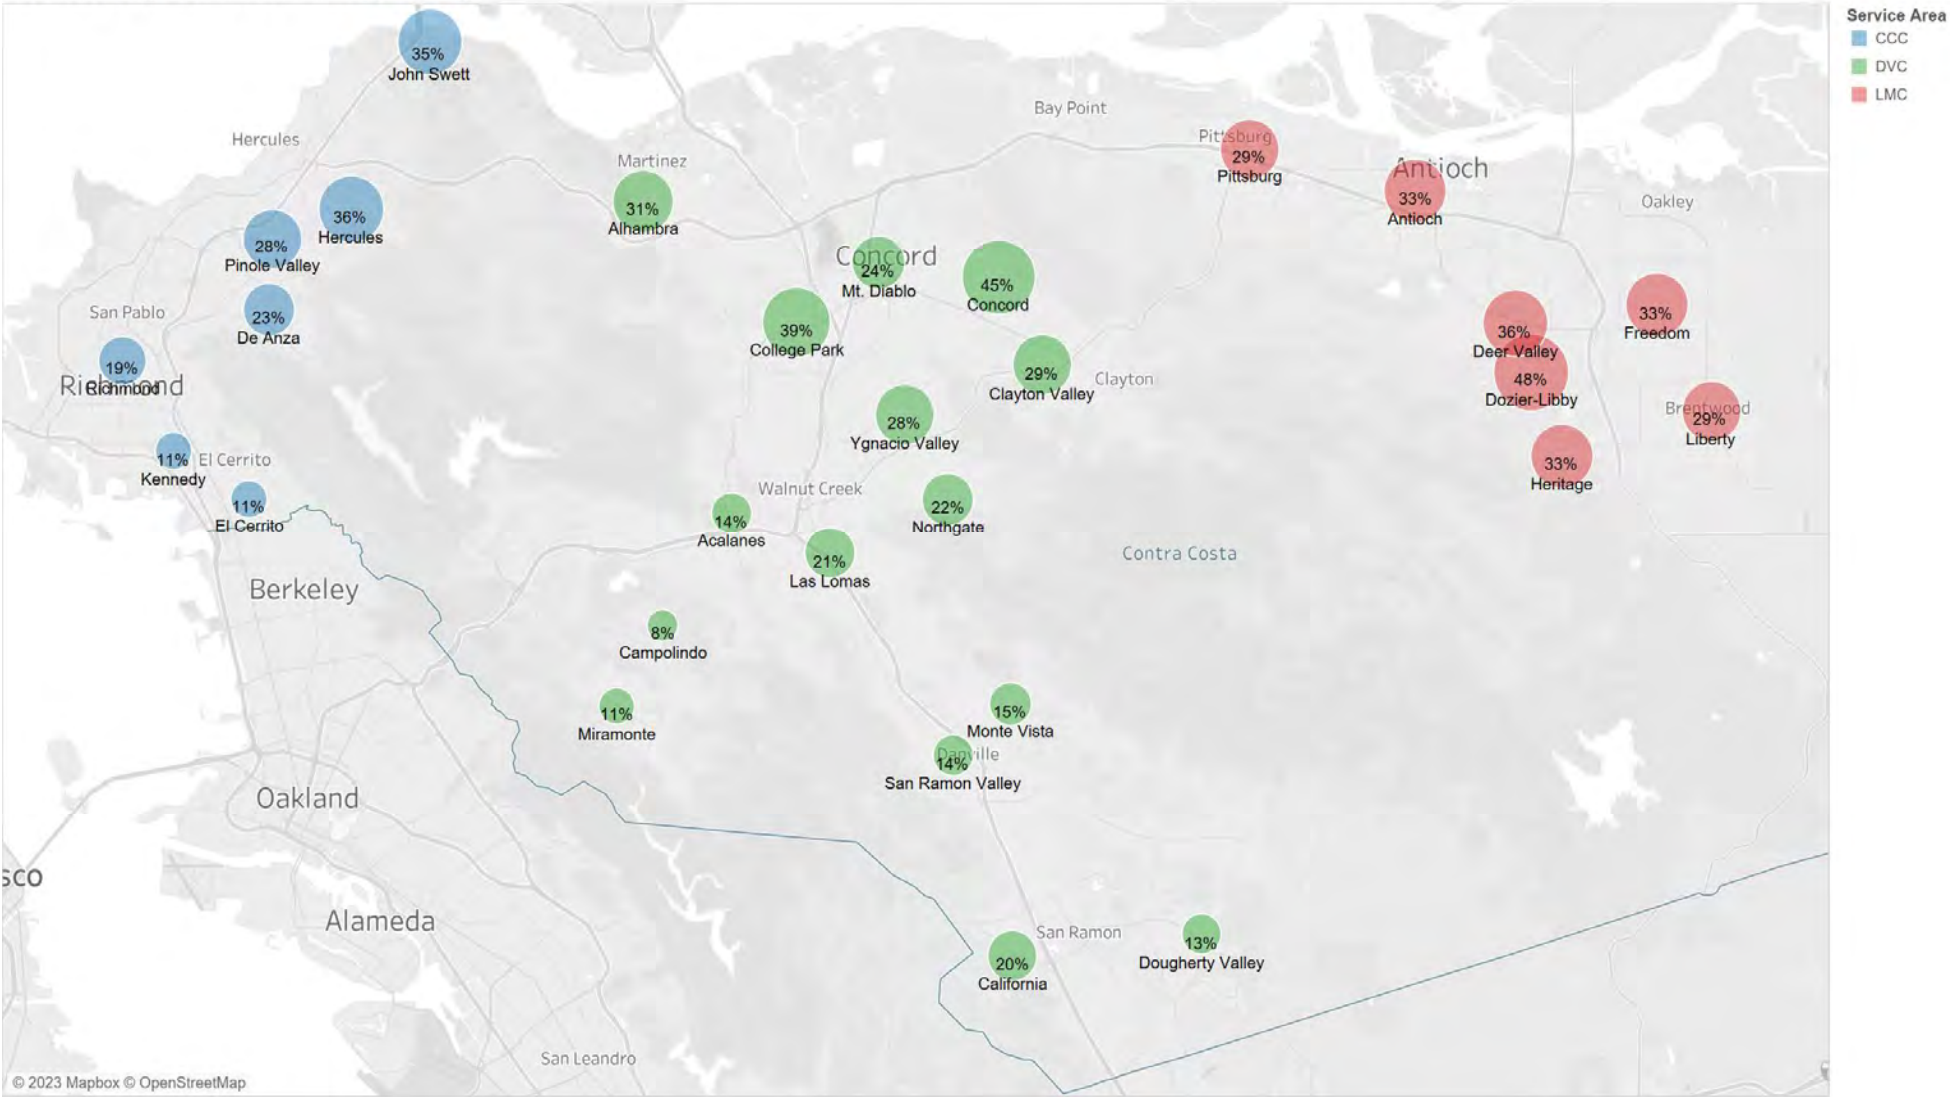 Service Area
CCC
DVC
LMC
35%
John Swett
Bay Point
Hercules
Pittsburg
29%
Pittsburg
Martinez
Antioch
33%
Antioch
31%
Alhambra
Oakley
36%
Hercules
28%
Pinole Valley
Concord
24%
Mt. Diablo
45%
Concord
San Pablo
23%
De Anza
39%
College Park
33%
Freedom
36%
Deer Valley
19%
Richmond
Richmond
29%
Clayton Valley
Clayton
48%
Dozier-Libby
Brentwood
29%
Liberty
28%
Ygnacio Valley
11%
Kennedy
El Cerrito
33%
Heritage
Walnut Creek
11%
El Cerrito
14%
Acalanes
22%
Northgate
21%
Las Lomas
Contra Costa
Berkeley
8%
Campolindo
11%
Miramonte
15%
Monte Vista
Danville
14%
San Ramon Valley
Oakland
sco
Alameda
San Ramon
20%
California
13%
Dougherty Valley
San Leandro
© 2023 Mapbox © OpenStreetMap